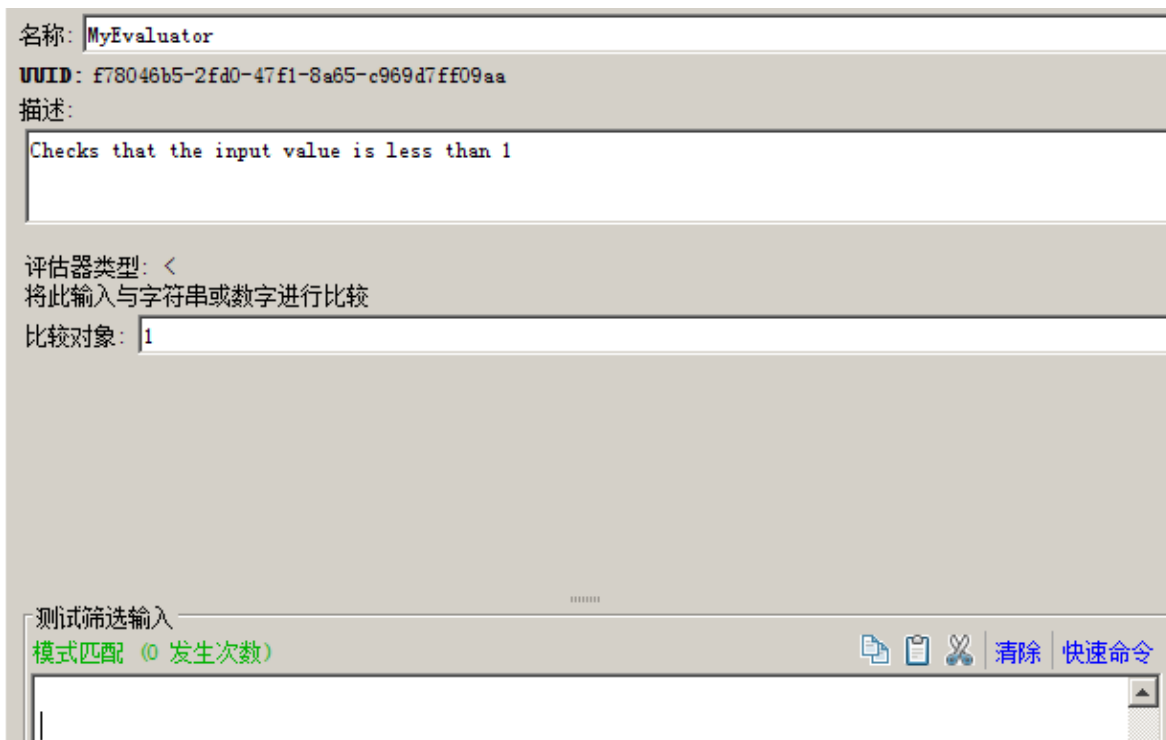 名称: MyEvaluator
UUID: f78046b5-2fd0-47f1-8a65-c969d7ff09aa
描述:
Checks that the input value is less than 1
评估器类型: <
将此输入与字符串或数字进行比较
比较对象: 1
测试筛选输入
模式匹配 (0 发生次数) 清除 快速命令